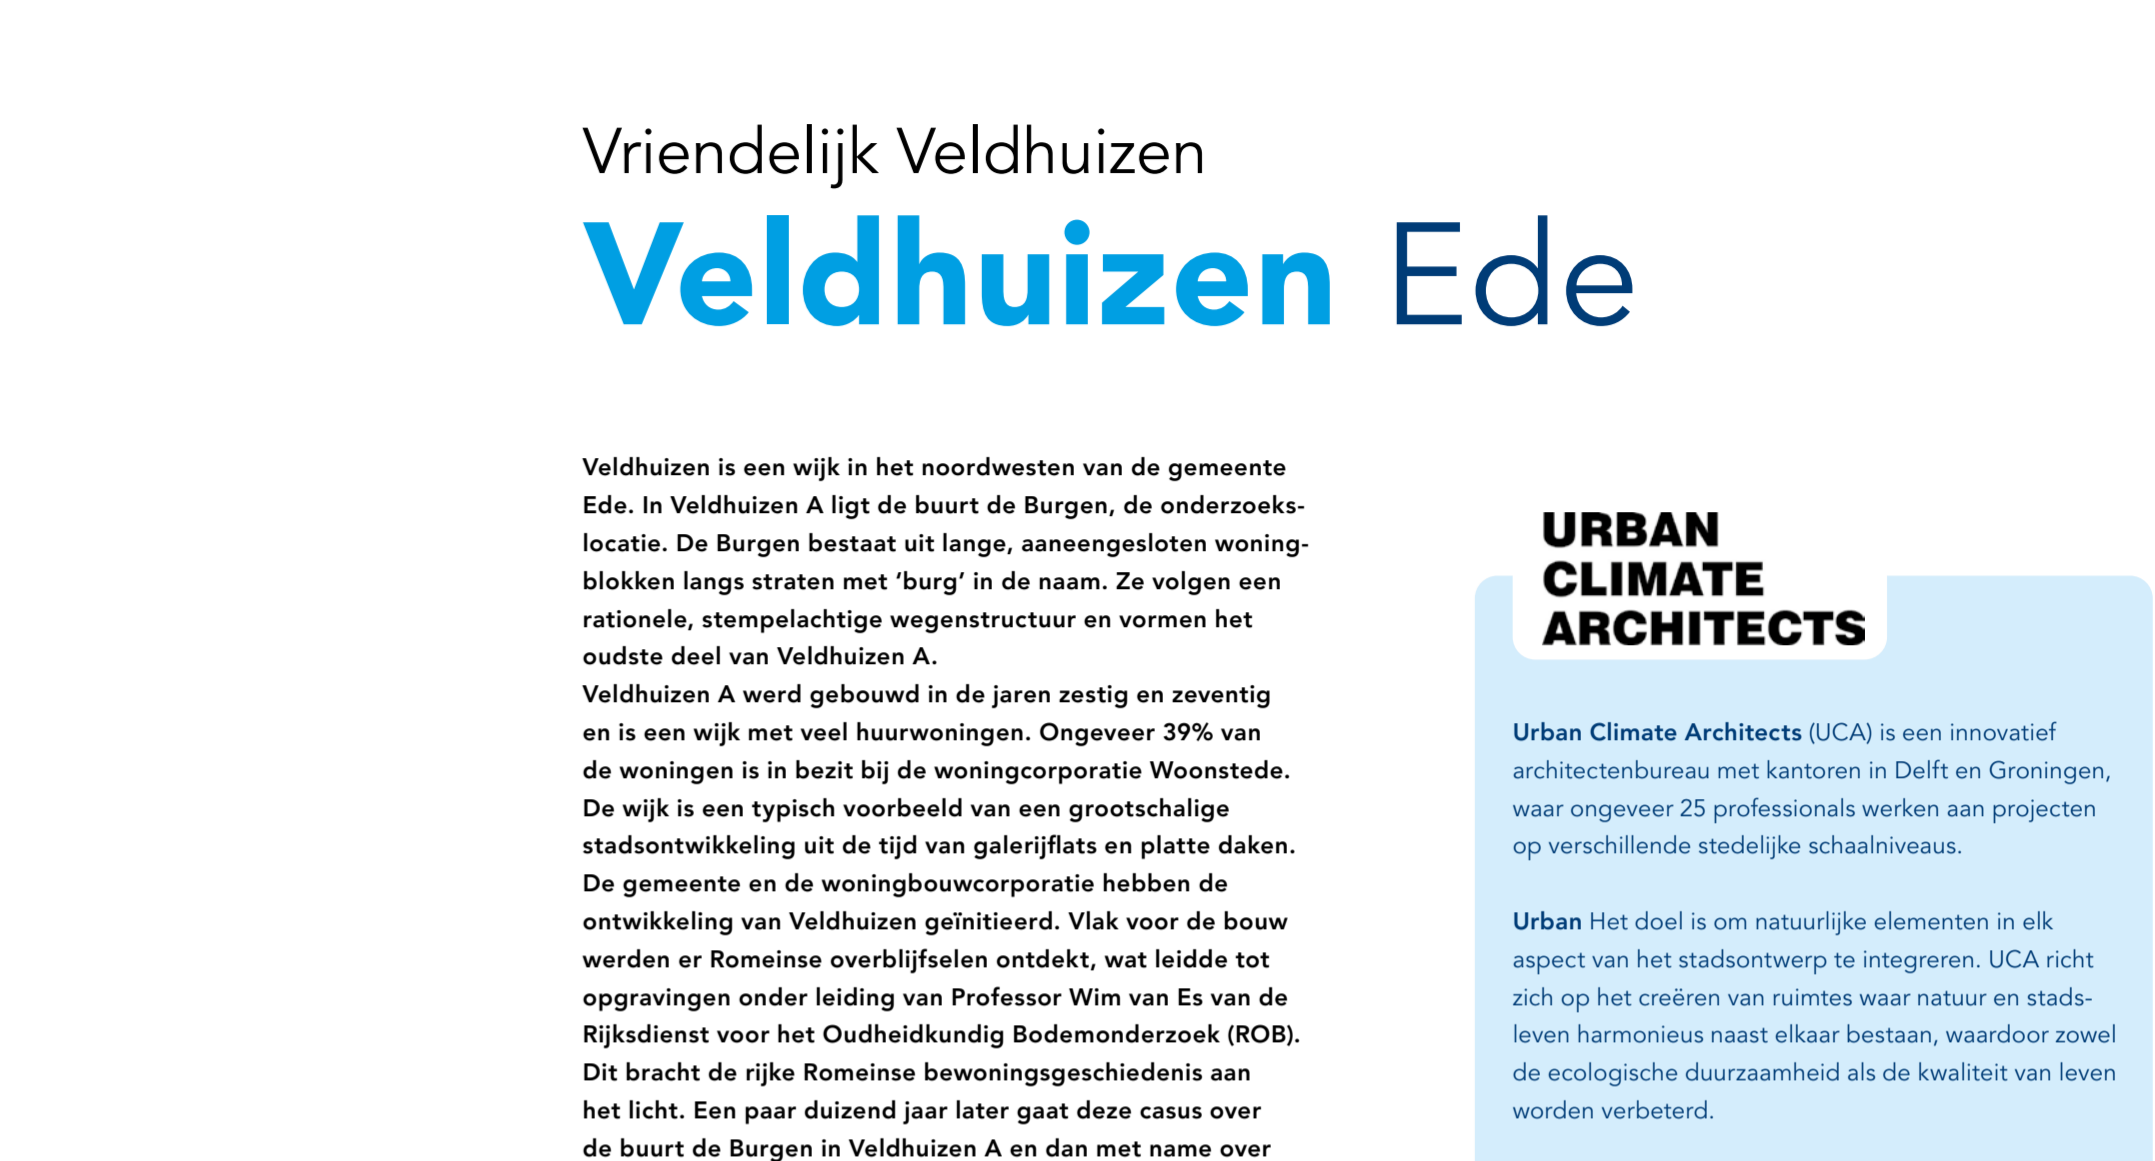 Vriendelijk Veldhuizen
Veldhuizen Ede
Veldhuizen is een wijk in het noordwesten van de gemeente
Ede. In Veldhuizen A ligt de buurt de Burgen, de onderzoeks-
locatie. De Burgen bestaat uit lange, aaneengesloten woning-
blokken langs straten met ‘burg’ in de naam. Ze volgen een
rationele, stempelachtige wegenstructuur en vormen het
oudste deel van Veldhuizen A.
Veldhuizen A werd gebouwd in de jaren zestig en zeventig
en is een wijk met veel huurwoningen. Ongeveer 39% van
de woningen is in bezit bij de woningcorporatie Woonstede.
De wijk is een typisch voorbeeld van een grootschalige
stadsontwikkeling uit de tijd van galerijflats en platte daken.
De gemeente en de woningbouwcorporatie hebben de
ontwikkeling van Veldhuizen geïnitieerd. Vlak voor de bouw
werden er Romeinse overblijfselen ontdekt, wat leidde tot
opgravingen onder leiding van Professor Wim van Es van de
Rijksdienst voor het Oudheidkundig Bodemonderzoek (ROB).
Dit bracht de rijke Romeinse bewoningsgeschiedenis aan
het licht. Een paar duizend jaar later gaat deze casus over
de buurt de Burgen in Veldhuizen A en dan met name over
URBAN
CLIMATE
ARCHITECTS
Urban Climate Architects (UCA) is een innovatief
architectenbureau met kantoren in Delft en Groningen,
waar ongeveer 25 professionals werken aan projecten
op verschillende stedelijke schaalniveaus.
Urban Het doel is om natuurlijke elementen in elk
aspect van het stadsontwerp te integreren. UCA richt
zich op het creëren van ruimtes waar natuur en stads-
leven harmonieus naast elkaar bestaan, waardoor zowel
de ecologische duurzaamheid als de kwaliteit van leven
worden verbeterd.